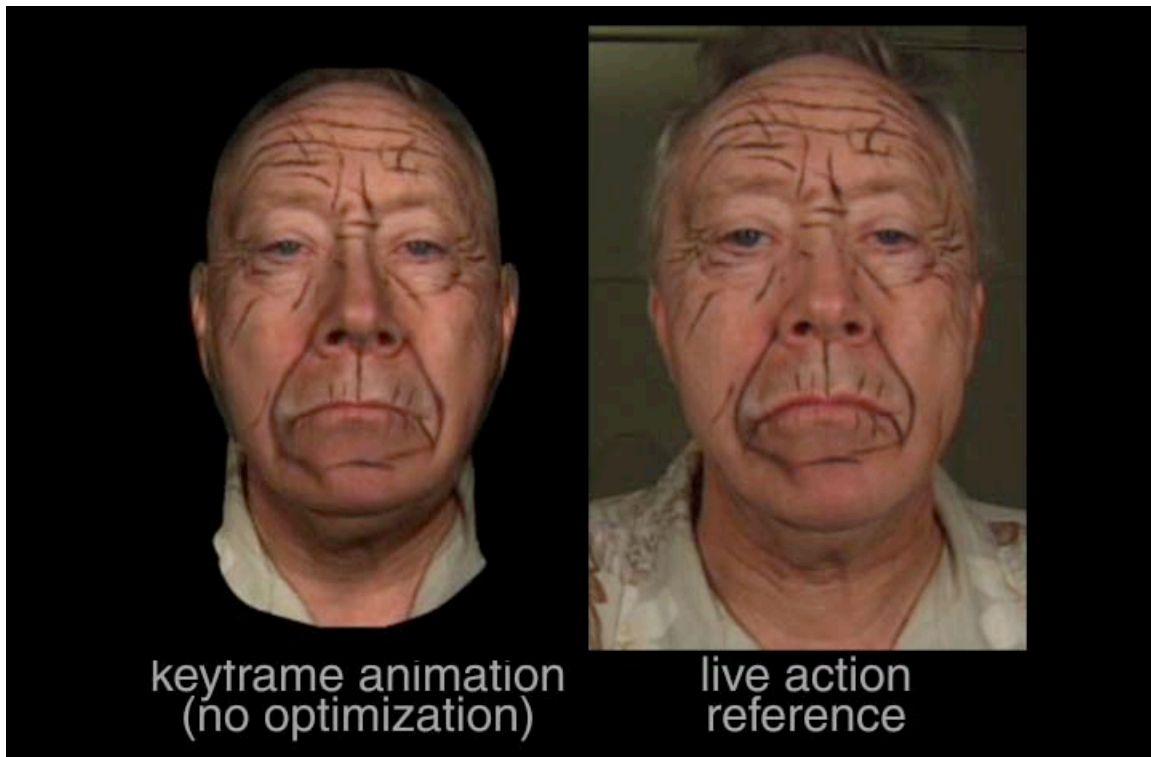 keyframe animation
(no optimization)
live action
reference